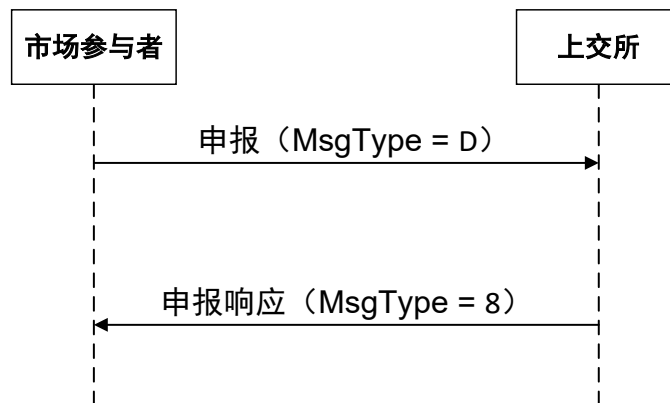 市场参与者
上交所
申报（MsgType = D）
申报响应（MsgType = 8）